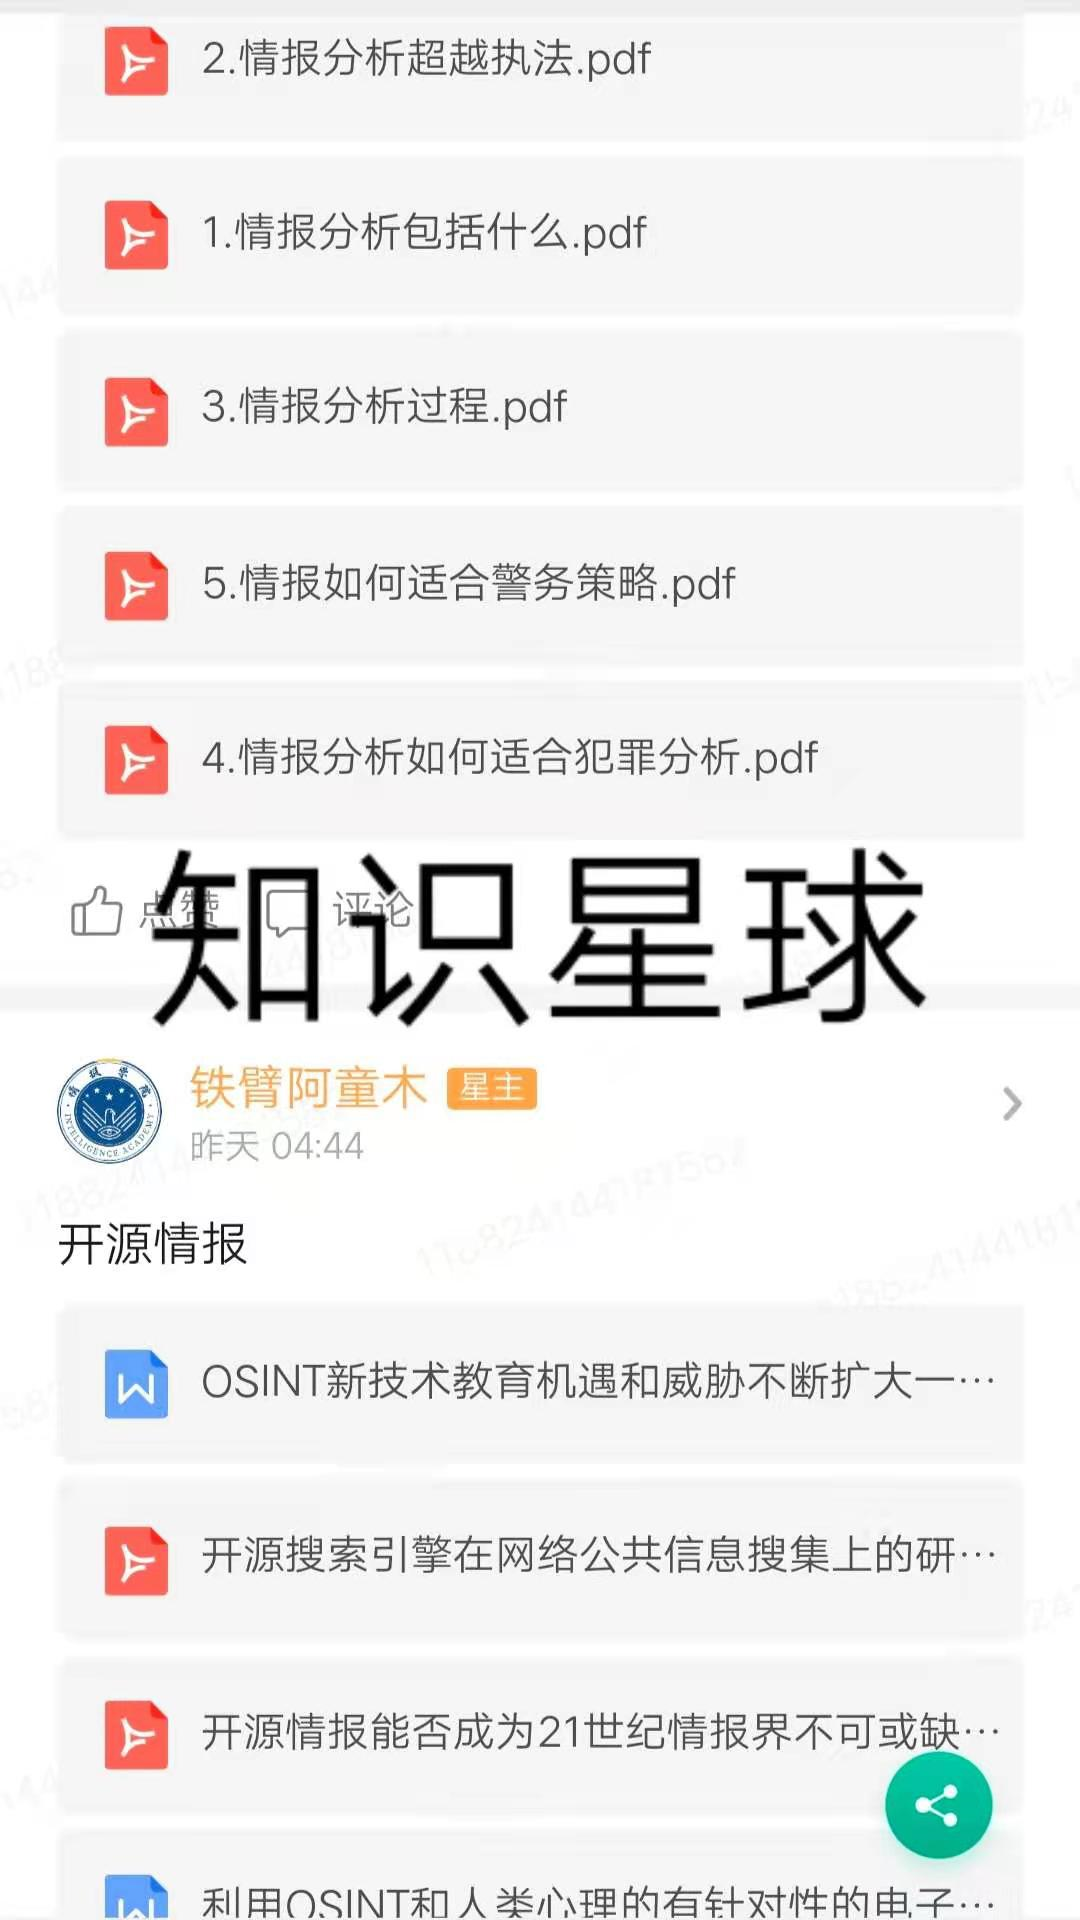 2.情报分析超越执法.pdf
1.情报分析包括什么.pdf
3.情报分析过程.pdf
5.情报如何适合警务策略.pdf
4.情报分析如何适合犯罪分析.pdf
点赞 评论
知识星球
铁臂阿童木 星主
昨天 04:44
情报学院
INTELLIGENCE ACADEMY
开源情报
OSINT新技术教育机遇和威胁不断扩大一…
开源搜索引擎在网络公共信息搜集上的研…
开源情报能否成为21世纪情报界不可或缺…
利用OSINT和人类心理的有针对性的电子…